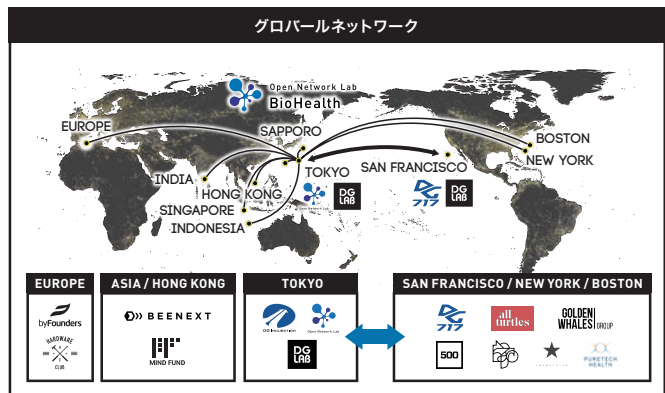 グロバールネットワーク
Open Network Lab
BioHealth
EUROPE
SAPPORO
BOSTON
NEW YORK
TOKYO
SAN FRANCISCO
INDIA
HONG KONG
SINGAPORE
INDONESIA
Open Network Lab
DG
LAB
DG
717
DG
LAB
EUROPE
byFounders
HARDWARE
CLUB
ASIA / HONG KONG
BEENEXT
MIND FUND
TOKYO
DG INCUBATION
Open Network Lab
DG
LAB
SAN FRANCISCO / NEW YORK / BOSTON
DG
717
all
turtles
GOLDEN
WHALES GROUP
500
PURETECH
HEALTH